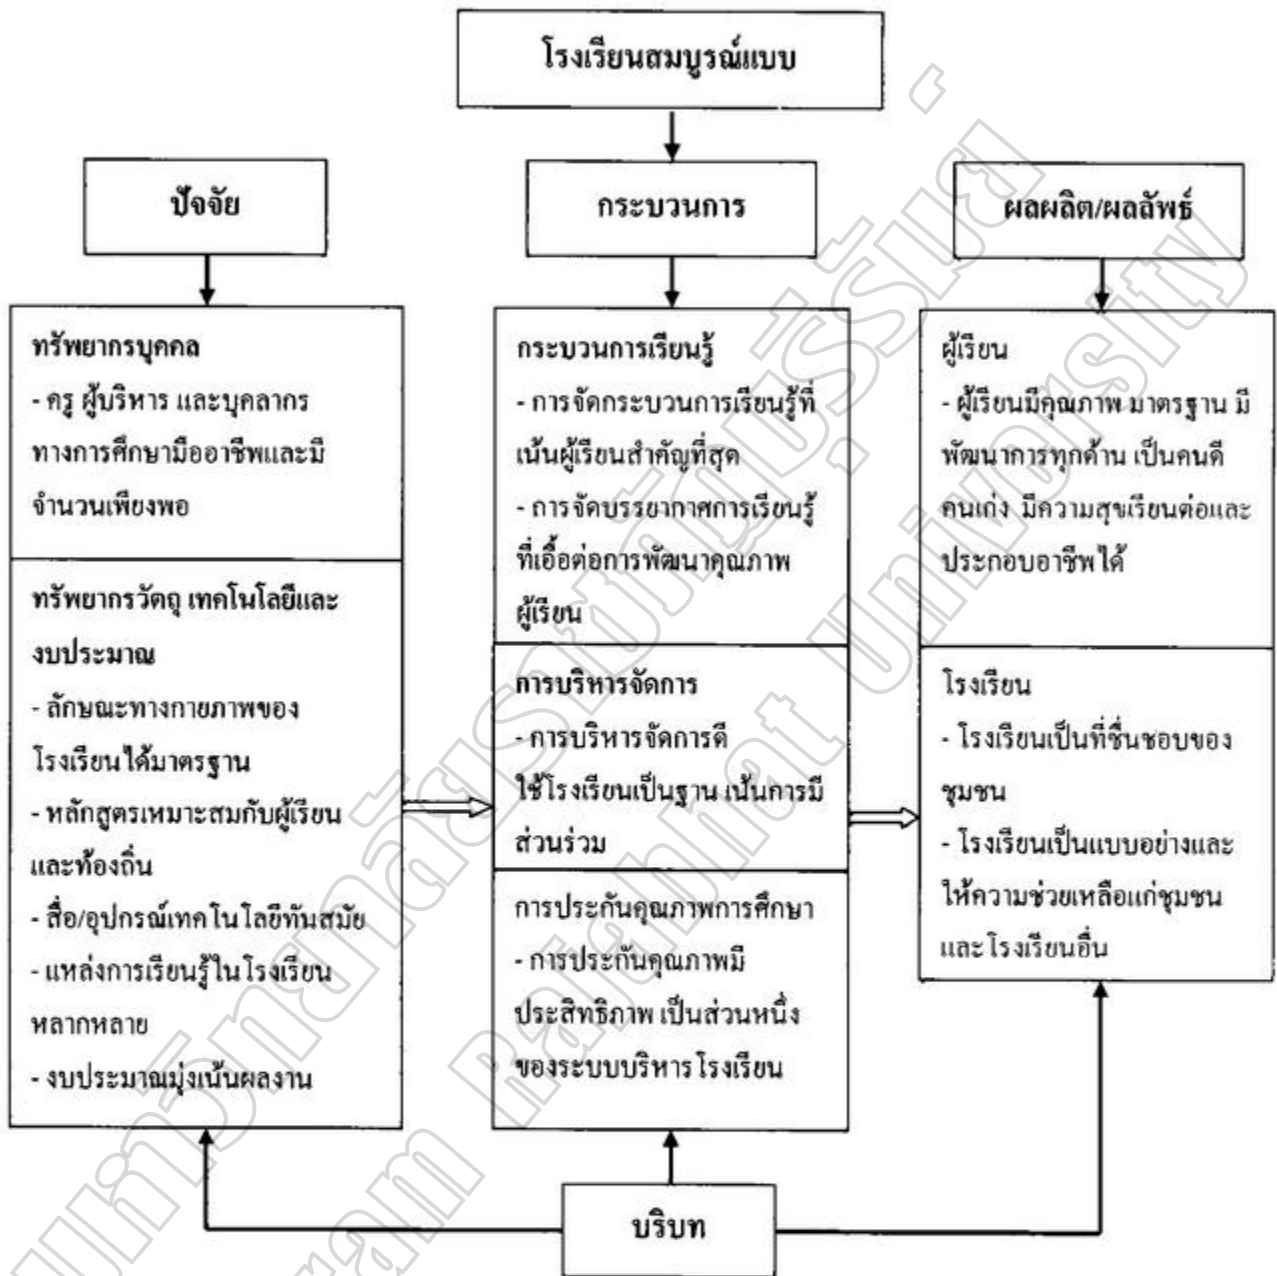 โรงเรียนสมบูรณ์แบบ
ปัจจัย
กระบวนการ
ผลผลิต/ผลลัพธ์
ทรัพยากรบุคคล
- ครู ผู้บริหาร และบุคลากร
ทางการศึกษามืออาชีพและมี
จำนวนเพียงพอ
ทรัพยากรวัตถุ เทคโนโลยีและ
งบประมาณ
- ลักษณะทางกายภาพของ
โรงเรียนได้มาตรฐาน
- หลักสูตรเหมาะสมกับผู้เรียน
และท้องถิ่น
- สื่อ/อุปกรณ์เทคโนโลยีทันสมัย
- แหล่งการเรียนรู้ในโรงเรียน
หลากหลาย
- งบประมาณมุ่งเน้นผลงาน
กระบวนการเรียนรู้
- การจัดกระบวนการเรียนรู้ที่
เน้นผู้เรียนสำคัญที่สุด
- การจัดบรรยากาศการเรียนรู้
ที่เอื้อต่อการพัฒนาคุณภาพ
ผู้เรียน
การบริหารจัดการ
- การบริหารจัดการดี
ใช้โรงเรียนเป็นฐาน เน้นการมี
ส่วนร่วม
การประกันคุณภาพการศึกษา
- การประกันคุณภาพมี
ประสิทธิภาพ เป็นส่วนหนึ่ง
ของระบบบริหารโรงเรียน
ผู้เรียน
- ผู้เรียนมีคุณภาพ มาตรฐาน มี
พัฒนาการทุกด้าน เป็นคนดี
คนเก่ง มีความสุขเรียนต่อและ
ประกอบอาชีพได้
โรงเรียน
- โรงเรียนเป็นที่ชื่นชอบของ
ชุมชน
- โรงเรียนเป็นแบบอย่างและ
ให้ความช่วยเหลือแก่ชุมชน
และโรงเรียนอื่น
บริบท
Rajabhat University